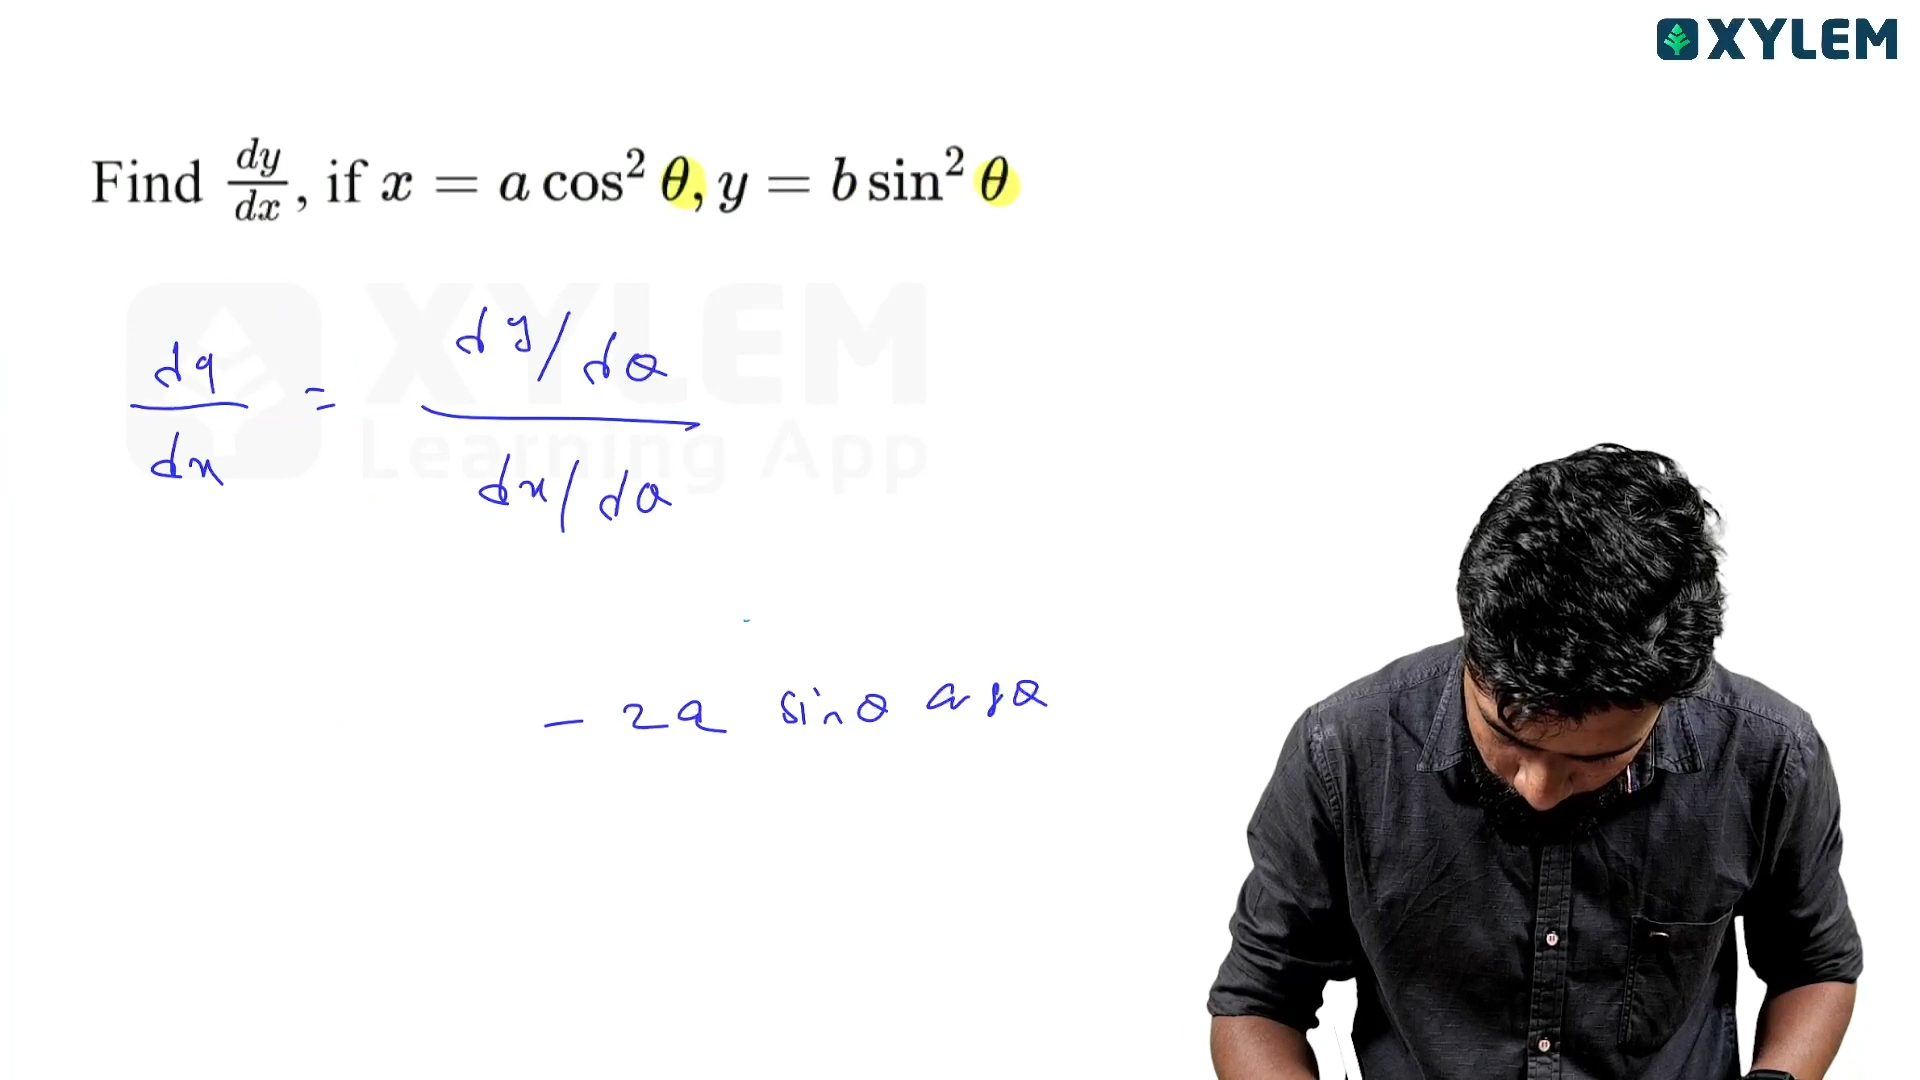 XYLEM
Find dy/dx, if x = a cos² θ, y = b sin² θ
XYLEM
Learning App
dy/dx = (dy/dθ)/(dx/dθ)
- 2a sinθ cosθ